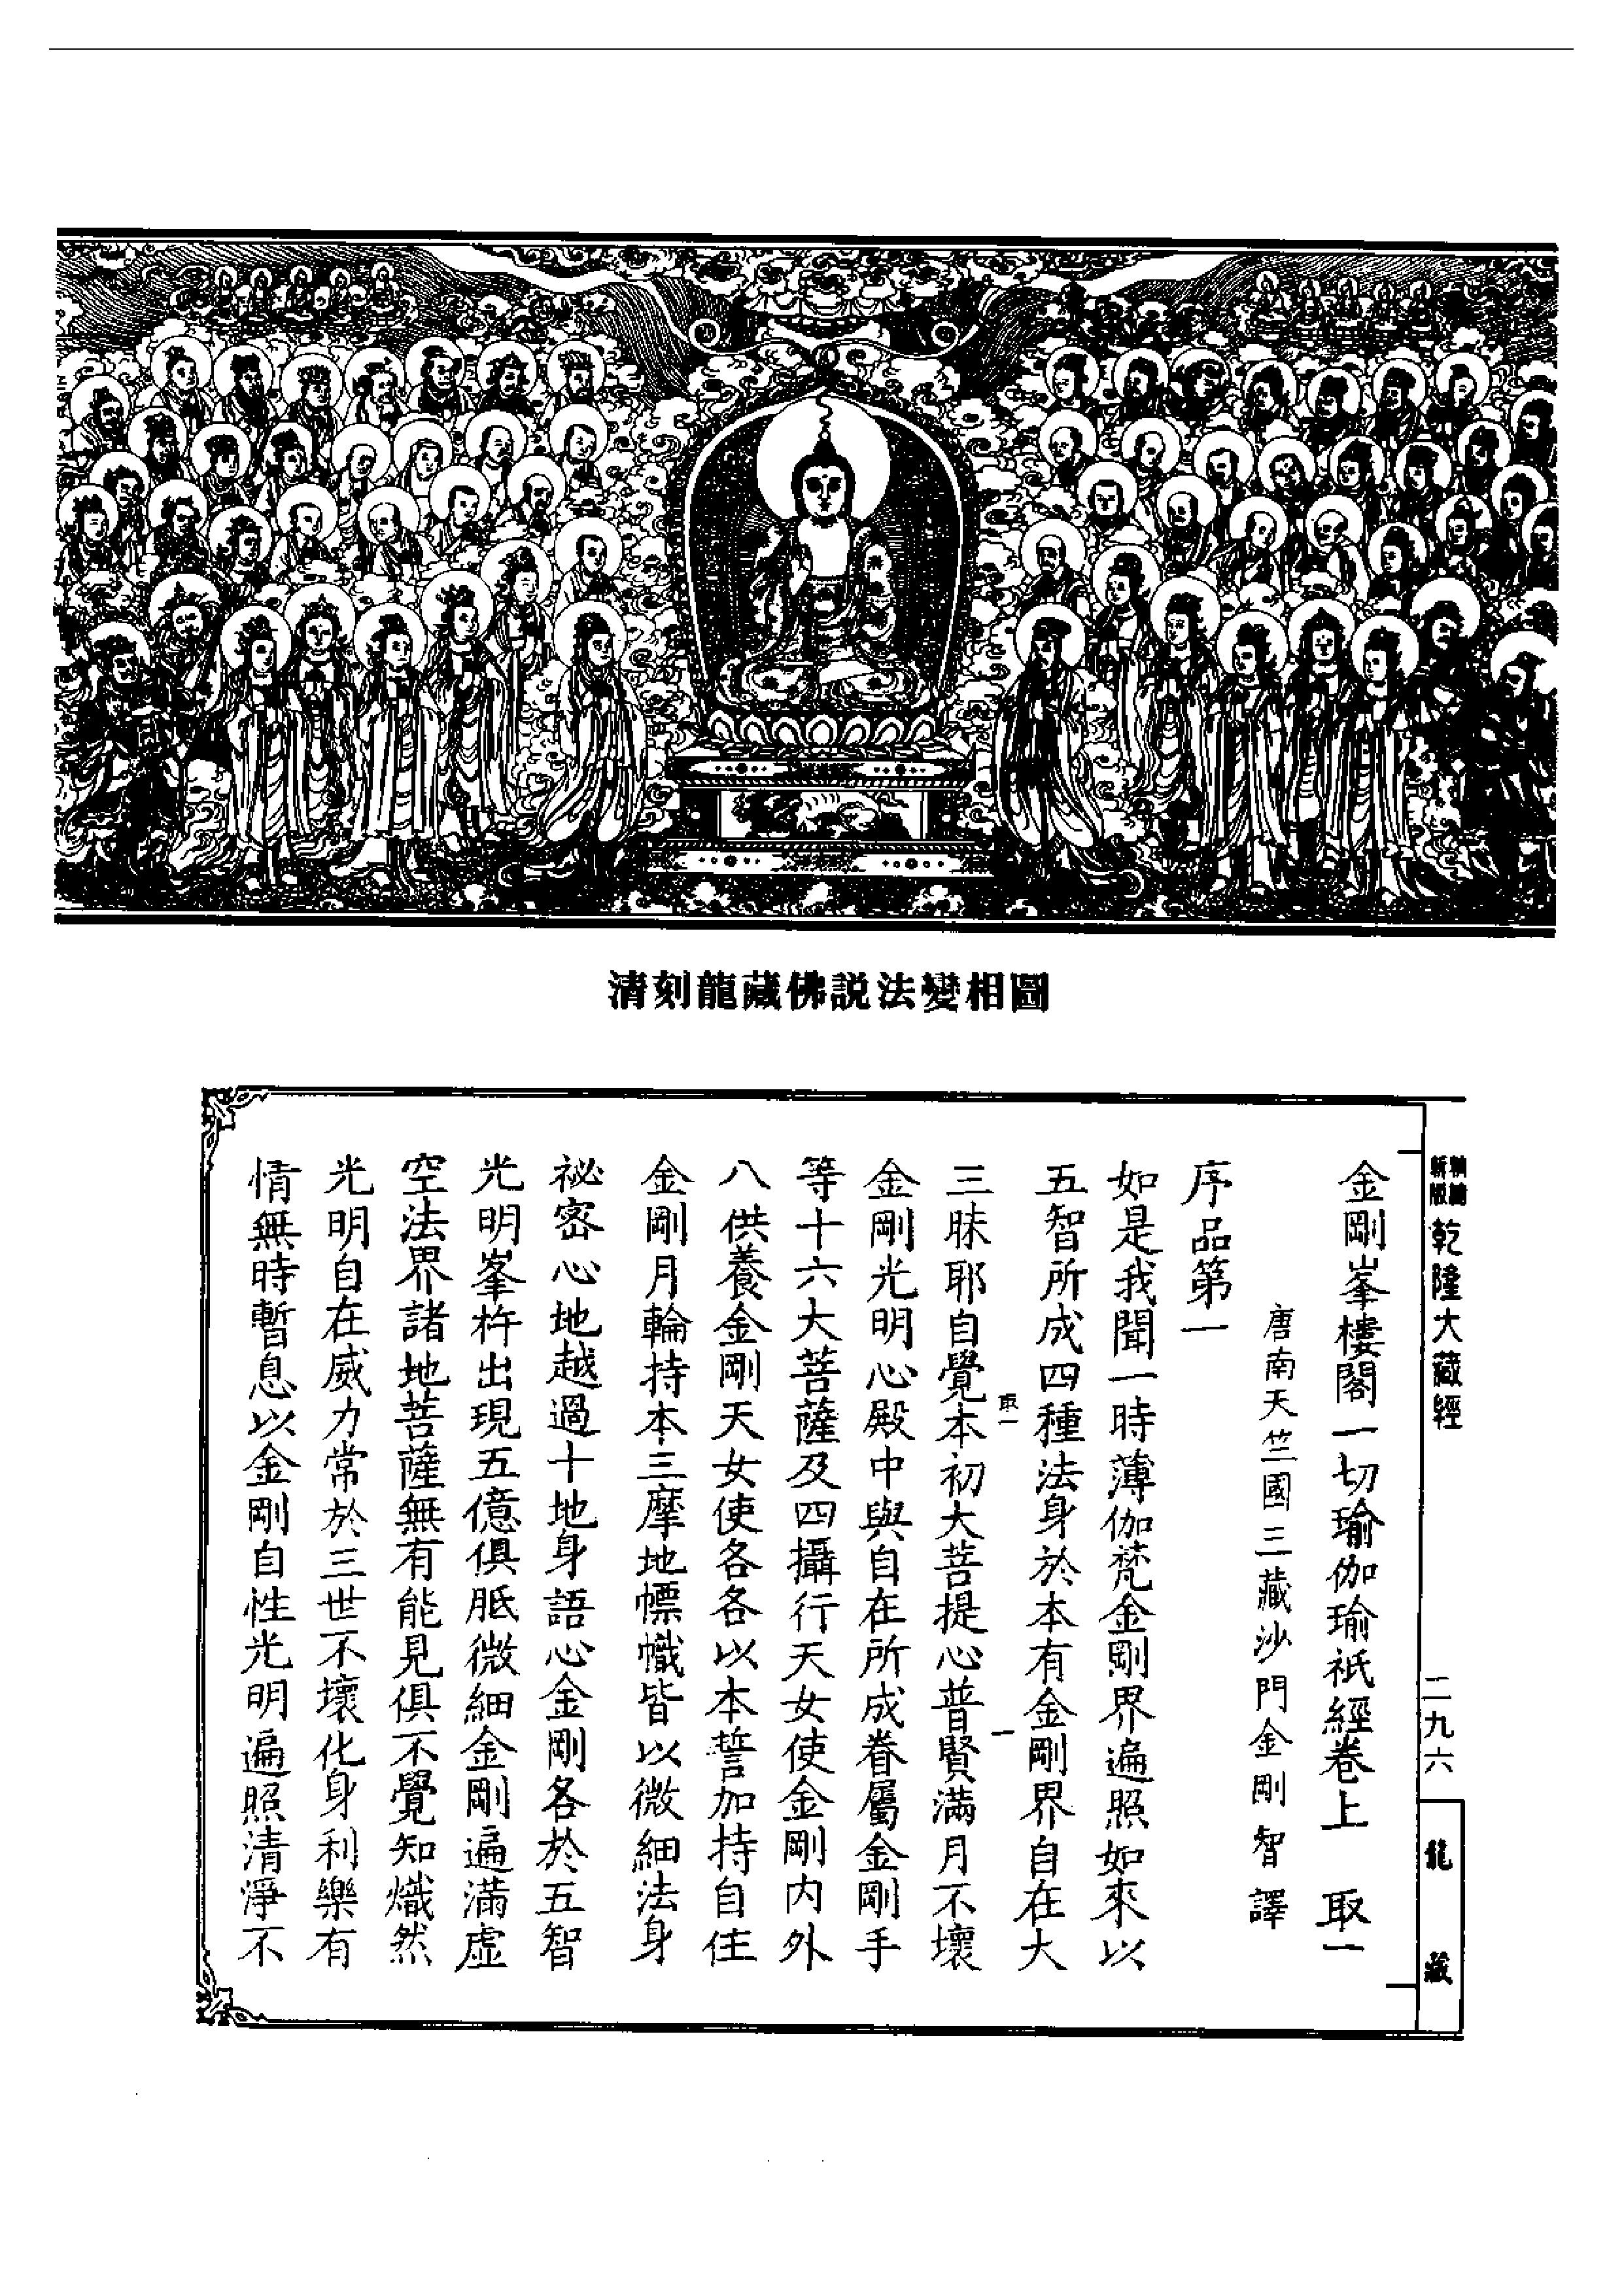 清刻龍藏佛説法變相圖
新版
乾隆大藏經
二九六
龍藏
金剛峯樓閣一切瑜伽瑜祇經卷上　取一
唐南天竺國三藏沙門金剛智譯
序品第一
如是我聞一時薄伽梵金剛界遍照如來以
五智所成四種法身於本有金剛界自在大
取一
一
三昧耶自覺本初大菩提心普賢滿月不壞
金剛光明心殿中與自在所成眷屬金剛手
等十六大菩薩及四攝行天女使金剛内外
八供養金剛天女使各各以本誓加持自住
金剛月輪持本三摩地幖幟皆以微細法身
祕密心地越過十地身語心金剛各於五智
光明峯杵出現五億俱胝微細金剛遍滿虛
空法界諸地菩薩無有能見俱不覺知熾然
光明自在威力常於三世不壞化身利樂有
情無時暫息以金剛自性光明遍照清淨不